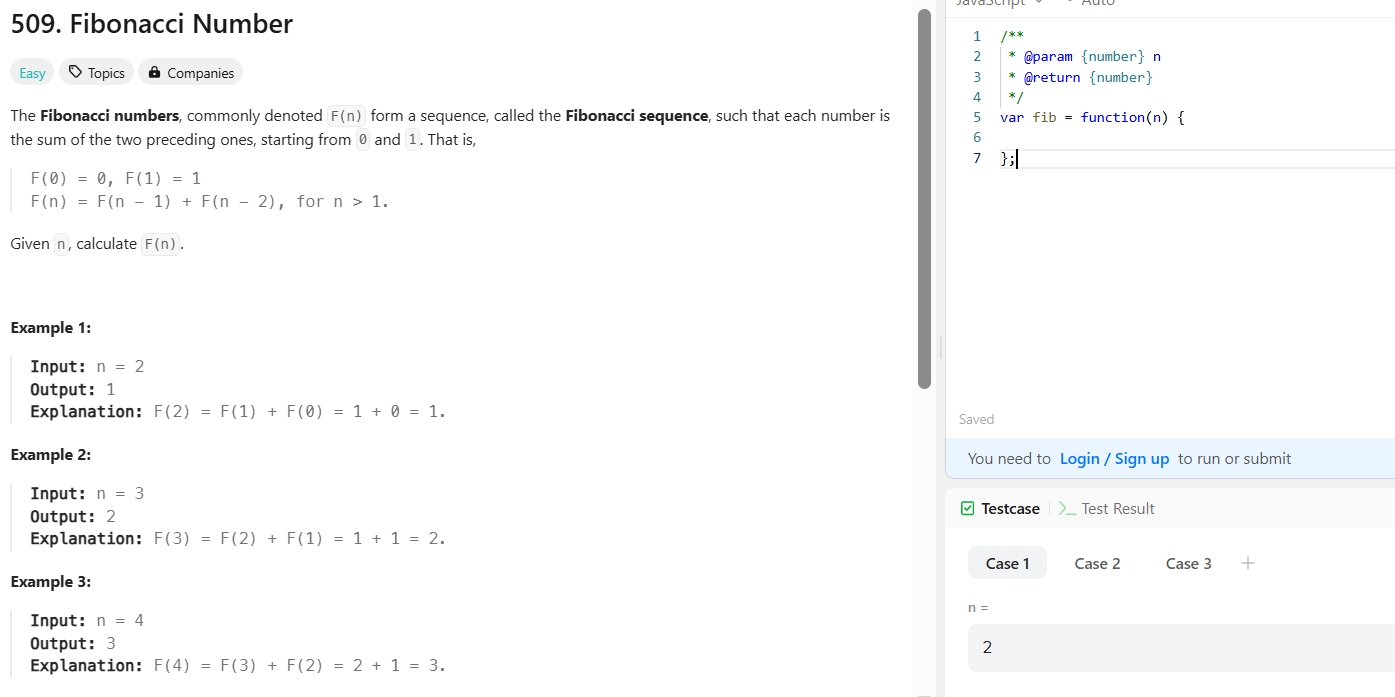 509. Fibonacci Number
Easy Topics Companies
The Fibonacci numbers, commonly denoted F(n) form a sequence, called the Fibonacci sequence, such that each number is
the sum of the two preceding ones, starting from 0 and 1. That is,
F(0) = 0, F(1) = 1
F(n) = F(n - 1) + F(n - 2), for n > 1.
Given n, calculate F(n).
Example 1:
Input: n = 2
Output: 1
Explanation: F(2) = F(1) + F(0) = 1 + 0 = 1.
Example 2:
Input: n = 3
Output: 2
Explanation: F(3) = F(2) + F(1) = 1 + 1 = 2.
Example 3:
Input: n = 4
Output: 3
Explanation: F(4) = F(3) + F(2) = 2 + 1 = 3.
JavaScript Auto
1 /**
2 * @param {number} n
3 * @return {number}
4 */
5 var fib = function(n) {
6
7 };
Saved
You need to Login / Sign up to run or submit
Testcase >_ Test Result
Case 1 Case 2 Case 3 +
n =
2